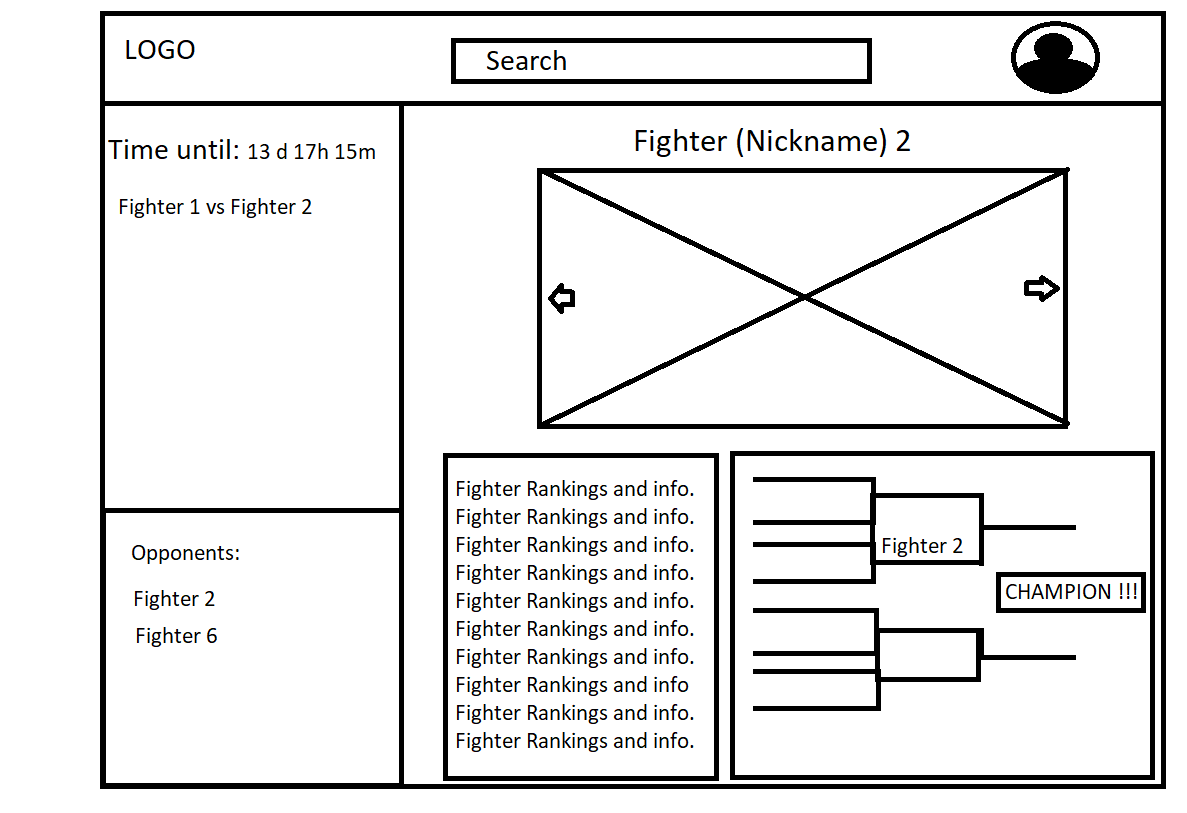 LOGO
Search
Time until: 13 d 17h 15m
Fighter 1 vs Fighter 2
Fighter (Nickname) 2
Opponents:
Fighter 2
Fighter 6
Fighter Rankings and info.
Fighter Rankings and info.
Fighter Rankings and info.
Fighter Rankings and info.
Fighter Rankings and info.
Fighter Rankings and info.
Fighter Rankings and info.
Fighter Rankings and info
Fighter Rankings and info.
Fighter Rankings and info.
Fighter 2
CHAMPION !!!